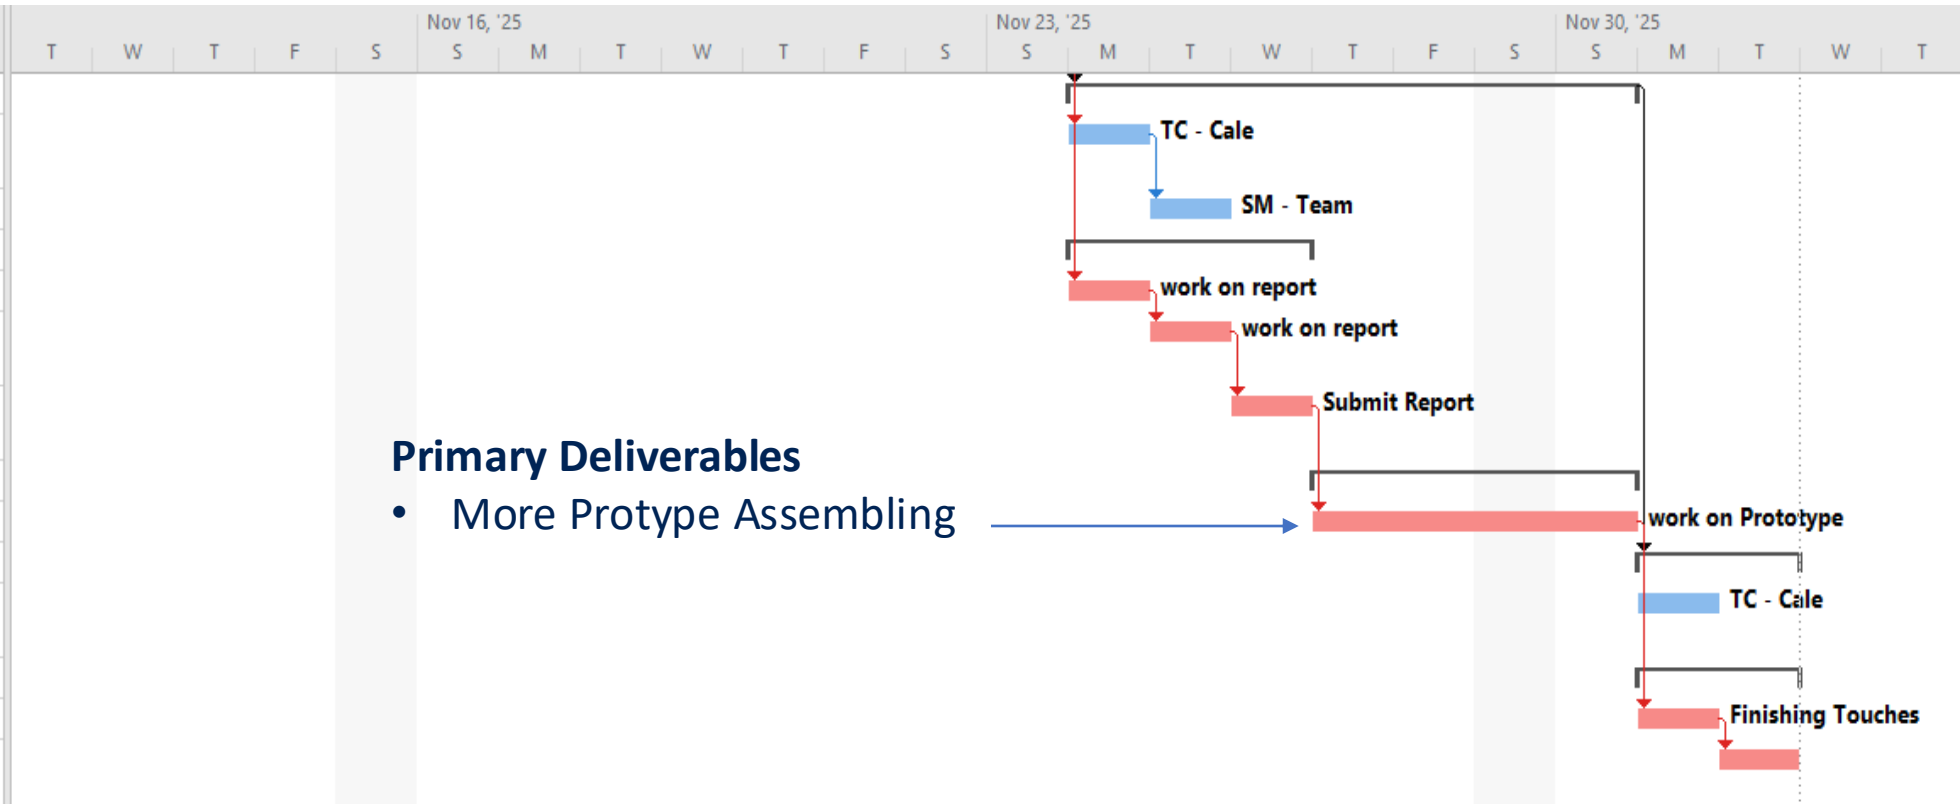 Nov 16, '25 Nov 23, '25 Nov 30, '25
T W T F S S M T W T F S S M T W T F S S M T W T
TC - Cale
SM - Team
work on report
work on report
Submit Report
Primary Deliverables
• More Protype Assembling
work on Prototype
TC - Cale
Finishing Touches